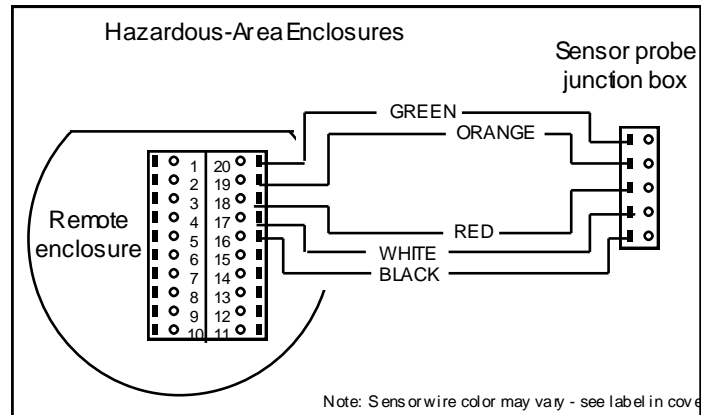 Hazardous-Area Enclosures
Sensor probe
junction box
GREEN
ORANGE
RED
WHITE
BLACK
Remote
enclosure
1 20
2 19
3 18
4 17
5 16
6 15
7 14
8 13
9 12
10 11
Note: Sensor wire color may vary - see label in cove